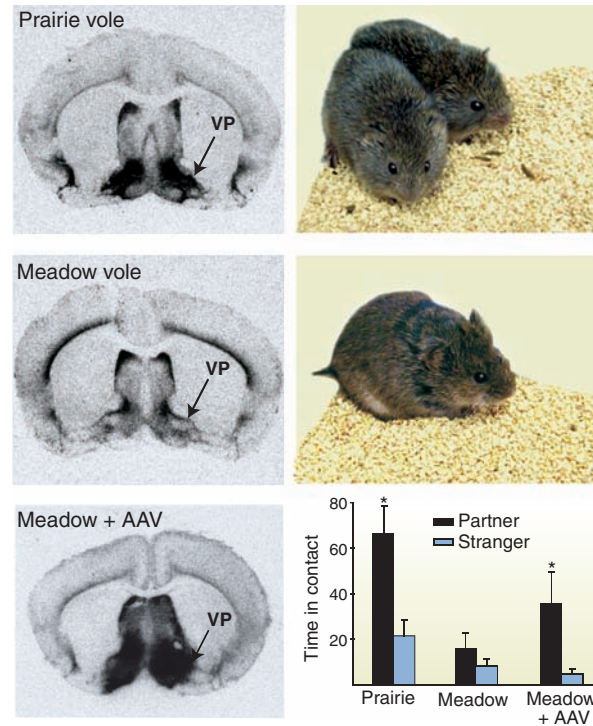 Prairie vole
VP
Meadow vole
VP
Meadow + AAV
VP
Time in contact
80
60
40
20
*
*
Partner
Stranger
Prairie
Meadow
Meadow
+ AAV